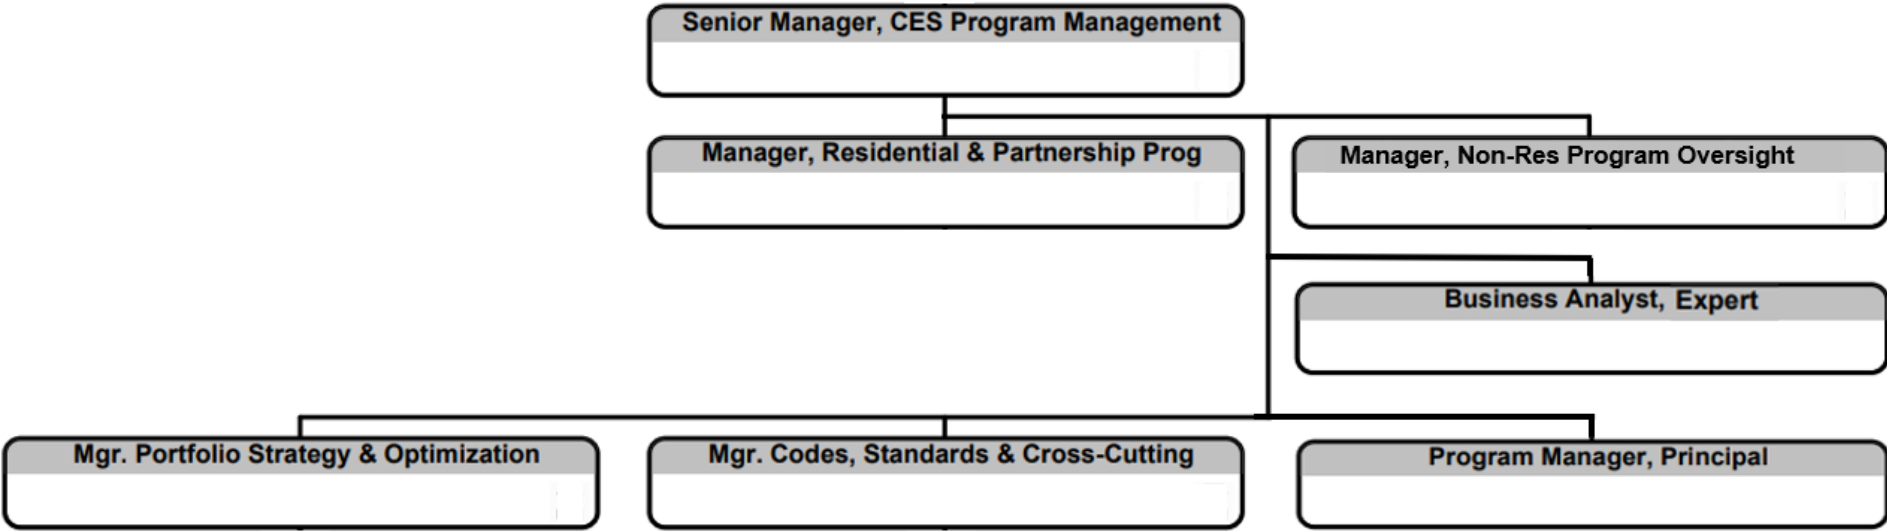 Senior Manager, CES Program Management
Manager, Residential & Partnership Prog
Manager, Non-Res Program Oversight
Business Analyst, Expert
Mgr. Portfolio Strategy & Optimization
Mgr. Codes, Standards & Cross-Cutting
Program Manager, Principal